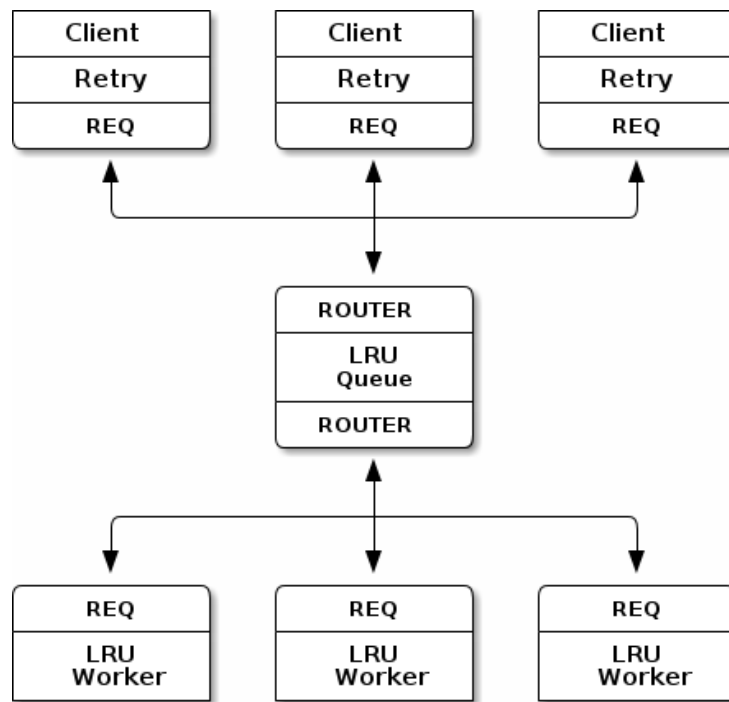 Client
Client
Client
Retry
Retry
Retry
REQ
REQ
REQ
ROUTER
LRU
Queue
ROUTER
REQ
REQ
REQ
LRU
Worker
LRU
Worker
LRU
Worker